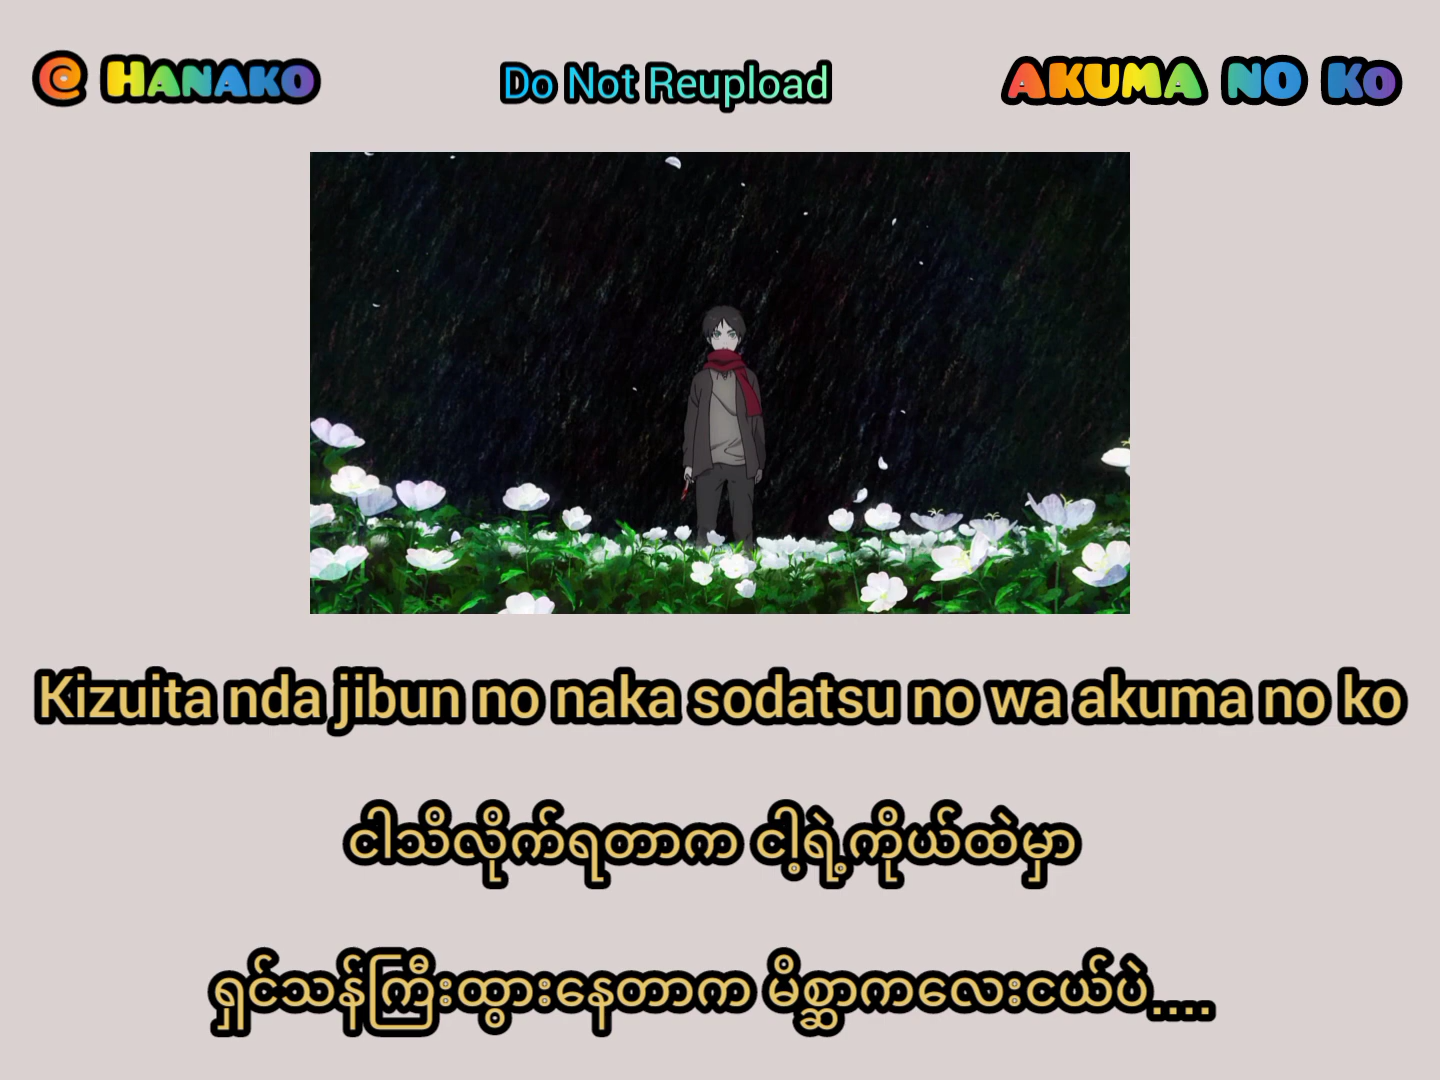 @ Hanako
Do Not Reupload
Akuma no Ko
Kizuita nda jibun no naka sodatsu no wa akuma no ko
ငါသိလိုက်ရတာက ငါ့ရဲ့ကိုယ်ထဲမှာ
ရှင်သန်ကြီးထွားနေတာက မိစ္ဆာကလေးငယ်ပဲ....